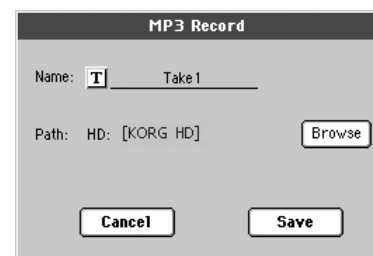 MP3 Record
Name: T Take1
Path: HD: [KORG HD] Browse
Cancel Save